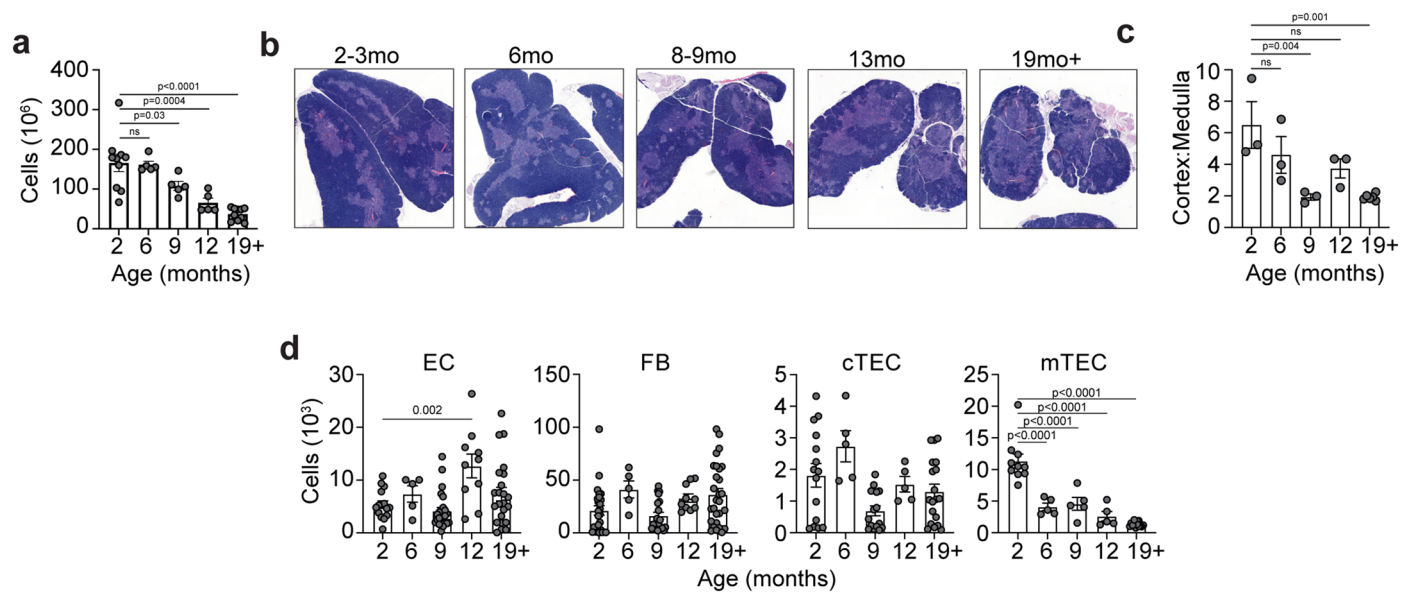 a
400
300
200
100
0
Cells (10⁶)
p<0.0001
p=0.0004
p=0.03
ns
2 6 9 12 19+
Age (months)
b
2-3mo 6mo 8-9mo 13mo 19mo+
c
p=0.001
ns
p=0.004
ns
10
8
6
4
2
0
Cortex:Medulla
2 6 9 12 19+
Age (months)
d
EC
30
20
10
0
Cells (10³)
0.002
2 6 9 12 19+
FB
150
100
50
0
2 6 9 12 19+
cTEC
5
4
3
2
1
0
2 6 9 12 19+
mTEC
25
20
15
10
5
0
p<0.0001
p<0.0001
p<0.0001
p<0.0001
2 6 9 12 19+
Age (months)